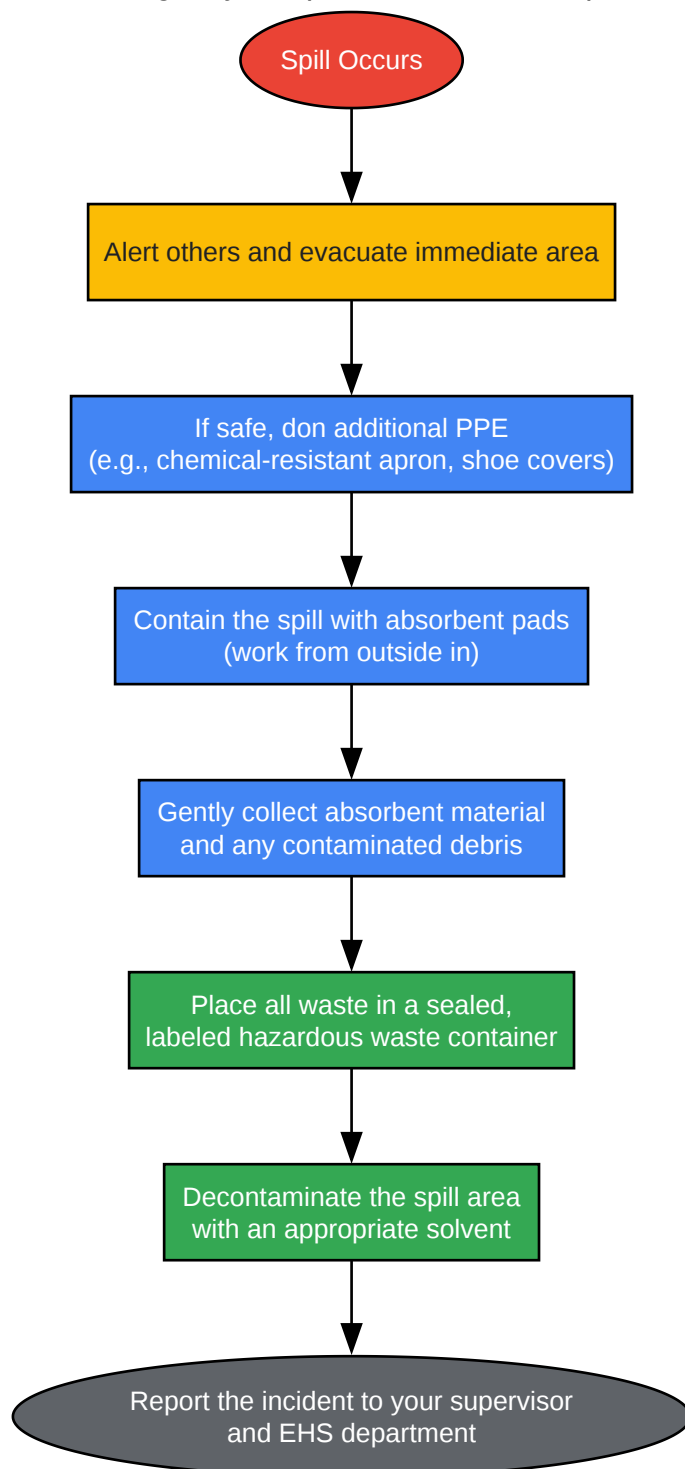 Spill Occurs
Alert others and evacuate immediate area
If safe, don additional PPE
(e.g., chemical-resistant apron, shoe covers)
Contain the spill with absorbent pads
(work from outside in)
Gently collect absorbent material
and any contaminated debris
Place all waste in a sealed,
labeled hazardous waste container
Decontaminate the spill area
with an appropriate solvent
Report the incident to your supervisor
and EHS department